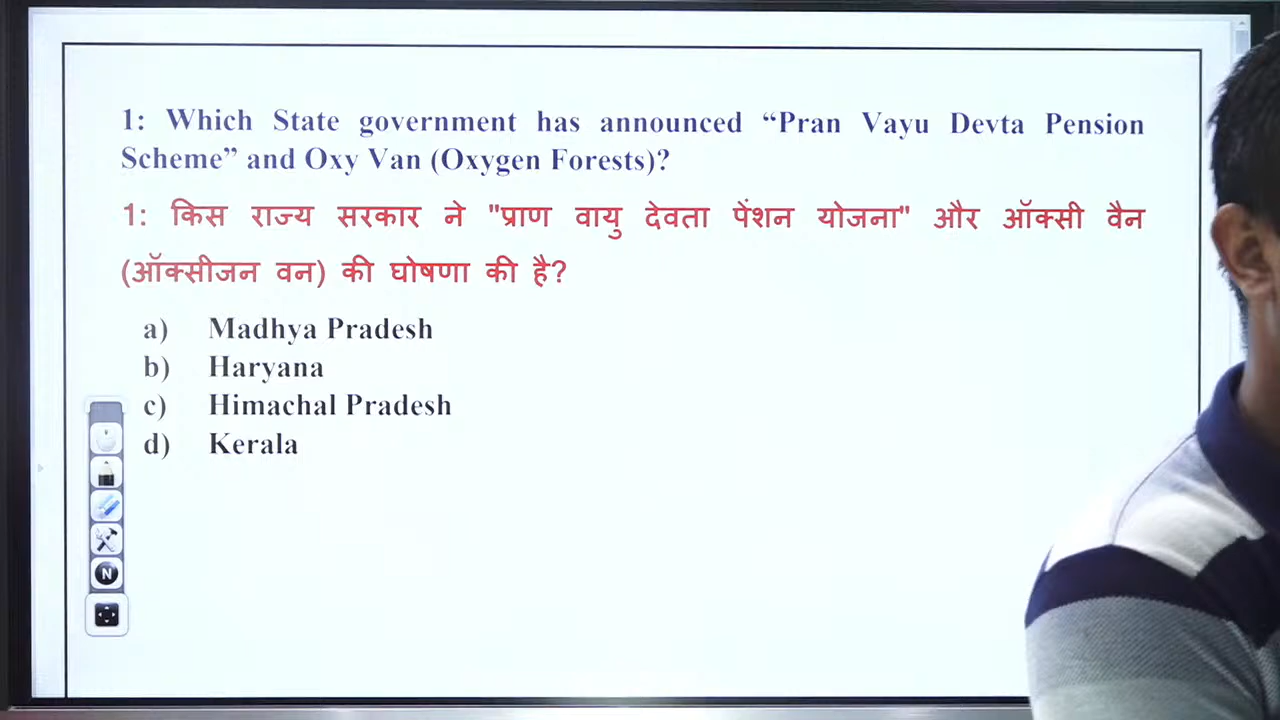 1: Which State government has announced “Pran Vayu Devta Pension
Scheme” and Oxy Van (Oxygen Forests)?
1: किस राज्य सरकार ने "प्राण वायु देवता पेंशन योजना" और ऑक्सी वैन
(ऑक्सीजन वन) की घोषणा की है?
a) Madhya Pradesh
b) Haryana
c) Himachal Pradesh
d) Kerala
N